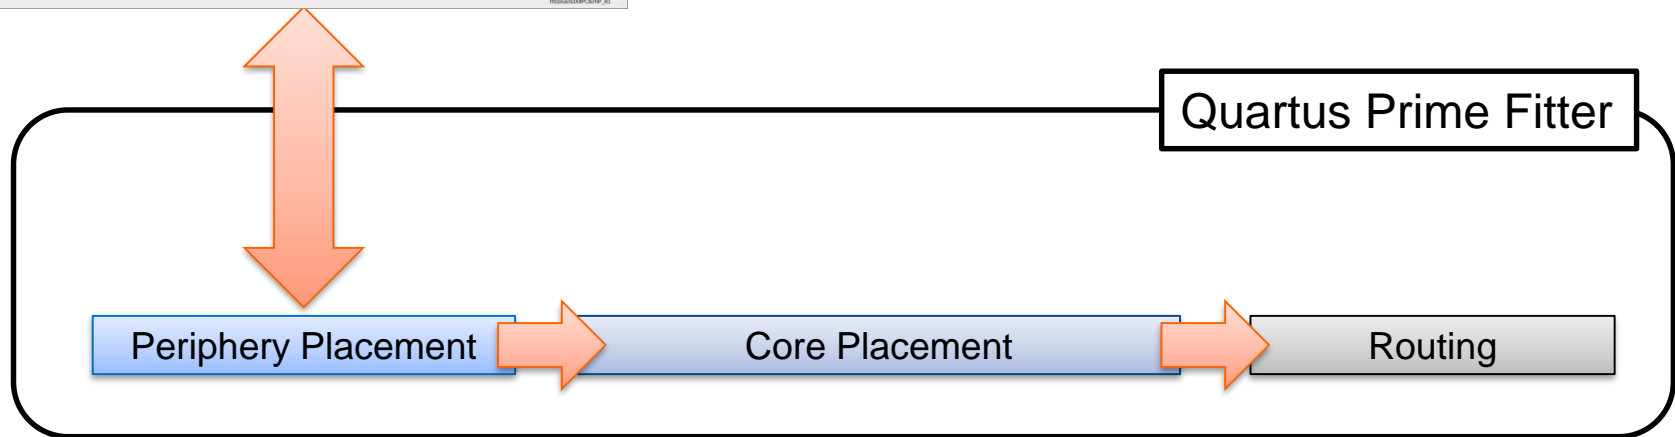 Quartus Prime Fitter
Periphery Placement
Core Placement
Routing